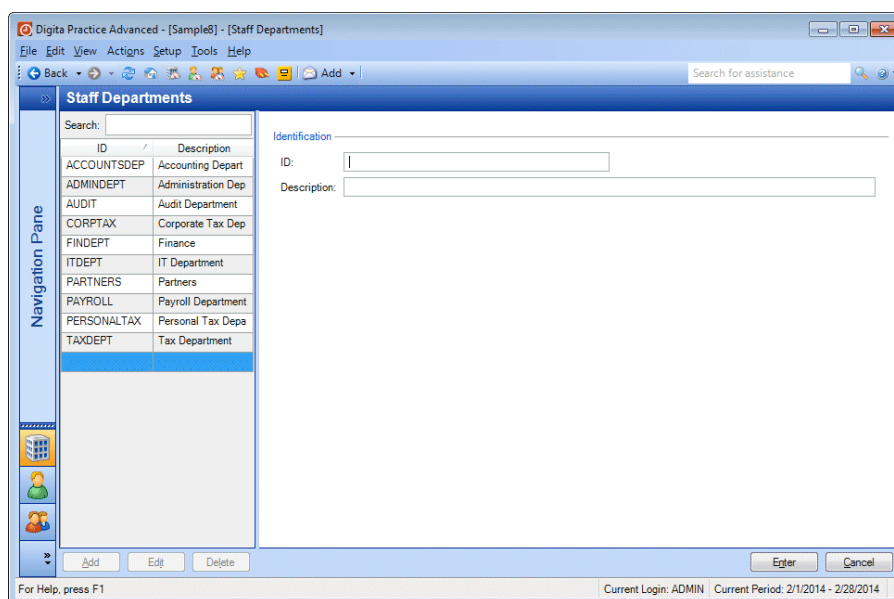 Digita Practice Advanced - [Sample8] - [Staff Departments]
File Edit View Actions Setup Tools Help
Back Add Search for assistance
Staff Departments
Navigation Pane
Search:
ID Description
ACCOUNTSDEP Accounting Depart
ADMINDEPT Administration Dep
AUDIT Audit Department
CORPTAX Corporate Tax Dep
FINDEPT Finance
ITDEPT IT Department
PARTNERS Partners
PAYROLL Payroll Department
PERSONALTAX Personal Tax Depa
TAXDEPT Tax Department
Identification
ID:
Description:
Add Edit Delete Enter Cancel
For Help, press F1 Current Login: ADMIN Current Period: 2/1/2014 - 2/28/2014